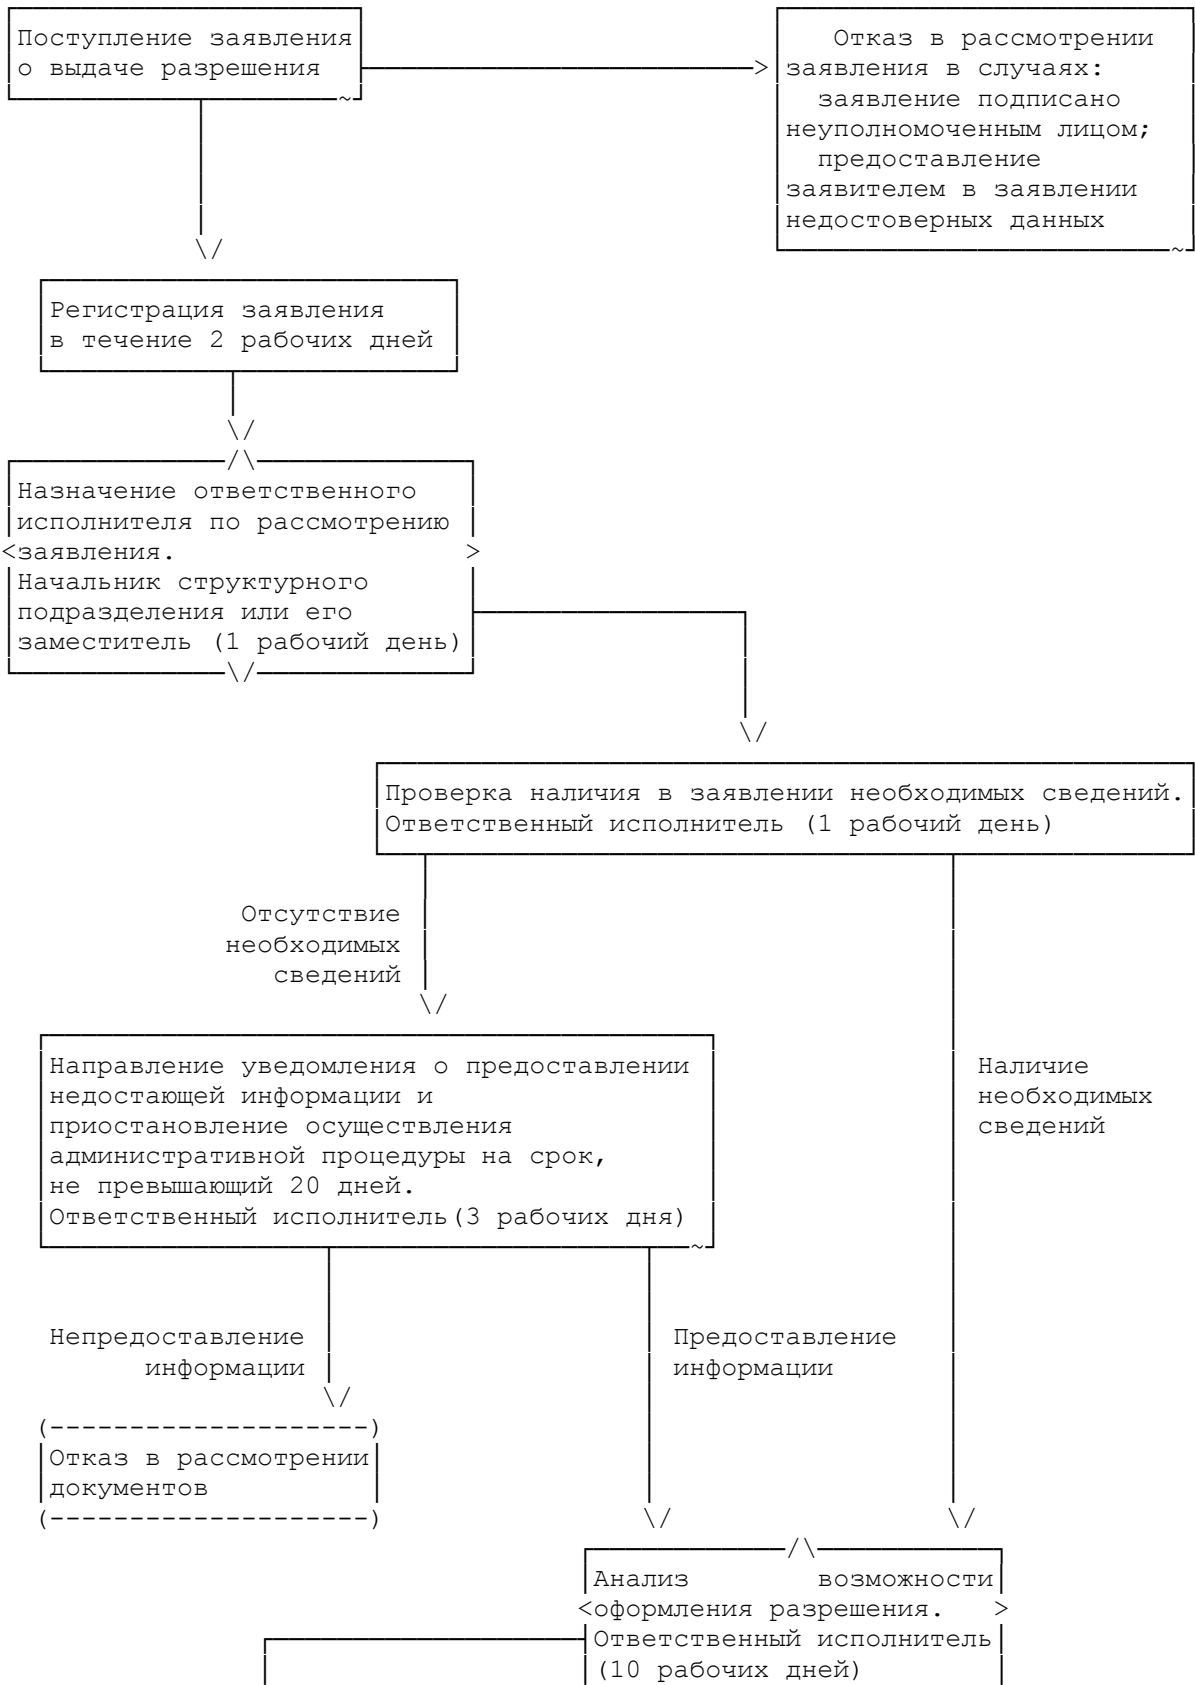 Поступление заявления
о выдаче разрешения
Отказ в рассмотрении
заявления в случаях:
заявление подписано
неуполномоченным лицом;
предоставление
заявителем в заявлении
недостоверных данных
Регистрация заявления
в течение 2 рабочих дней
Назначение ответственного
исполнителя по рассмотрению
заявления.
Начальник структурного
подразделения или его
заместитель (1 рабочий день)
Проверка наличия в заявлении необходимых сведений.
Ответственный исполнитель (1 рабочий день)
Отсутствие
необходимых
сведений
Направление уведомления о предоставлении
недостающей информации и
приостановление осуществления
административной процедуры на срок,
не превышающий 20 дней.
Ответственный исполнитель(3 рабочих дня)
Наличие
необходимых
сведений
Непредоставление
информации
Предоставление
информации
Отказ в рассмотрении
документов
Анализ возможности
оформления разрешения.
Ответственный исполнитель
(10 рабочих дней)